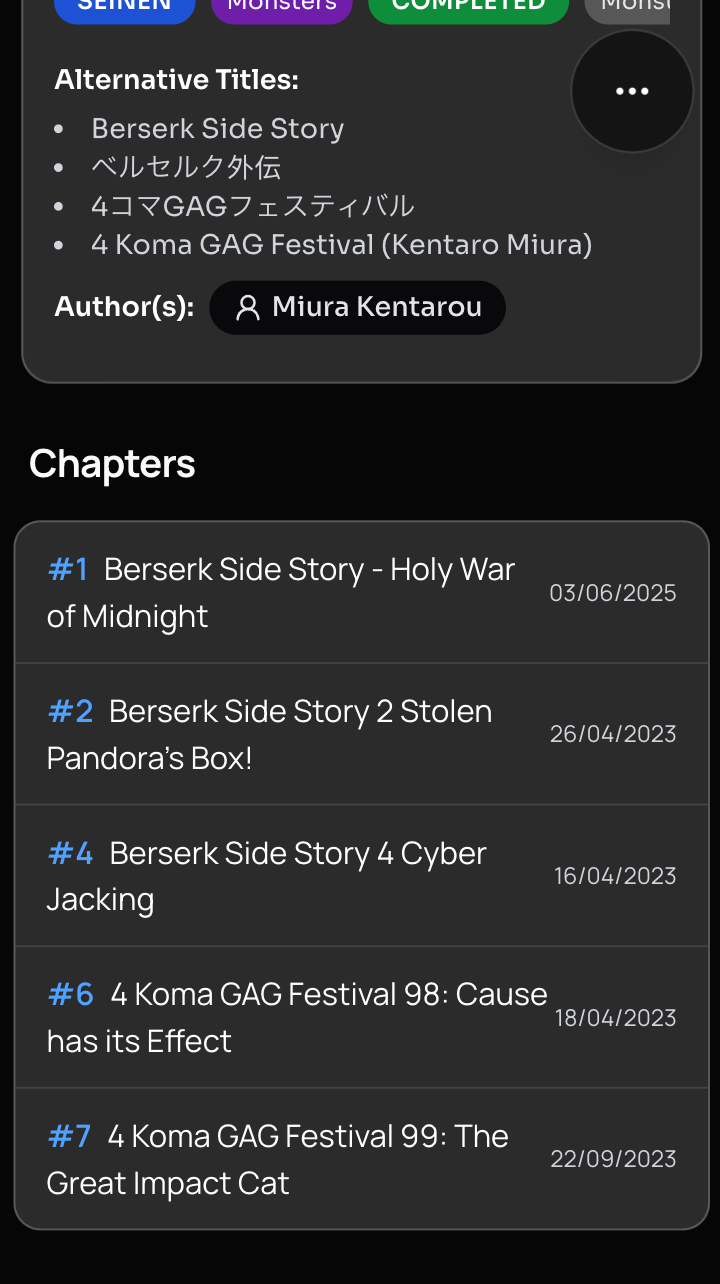 SEINEN Monsters COMPLETED
Alternative Titles:
• Berserk Side Story
• ベルセルク外伝
• 4コマGAGフェスティバル
• 4 Koma GAG Festival (Kentaro Miura)
Author(s): Miura Kentarou
Chapters
#1 Berserk Side Story - Holy War
of Midnight
03/06/2025
#2 Berserk Side Story 2 Stolen
Pandora's Box!
26/04/2023
#4 Berserk Side Story 4 Cyber
Jacking
16/04/2023
#6 4 Koma GAG Festival 98: Cause
has its Effect
18/04/2023
#7 4 Koma GAG Festival 99: The
Great Impact Cat
22/09/2023